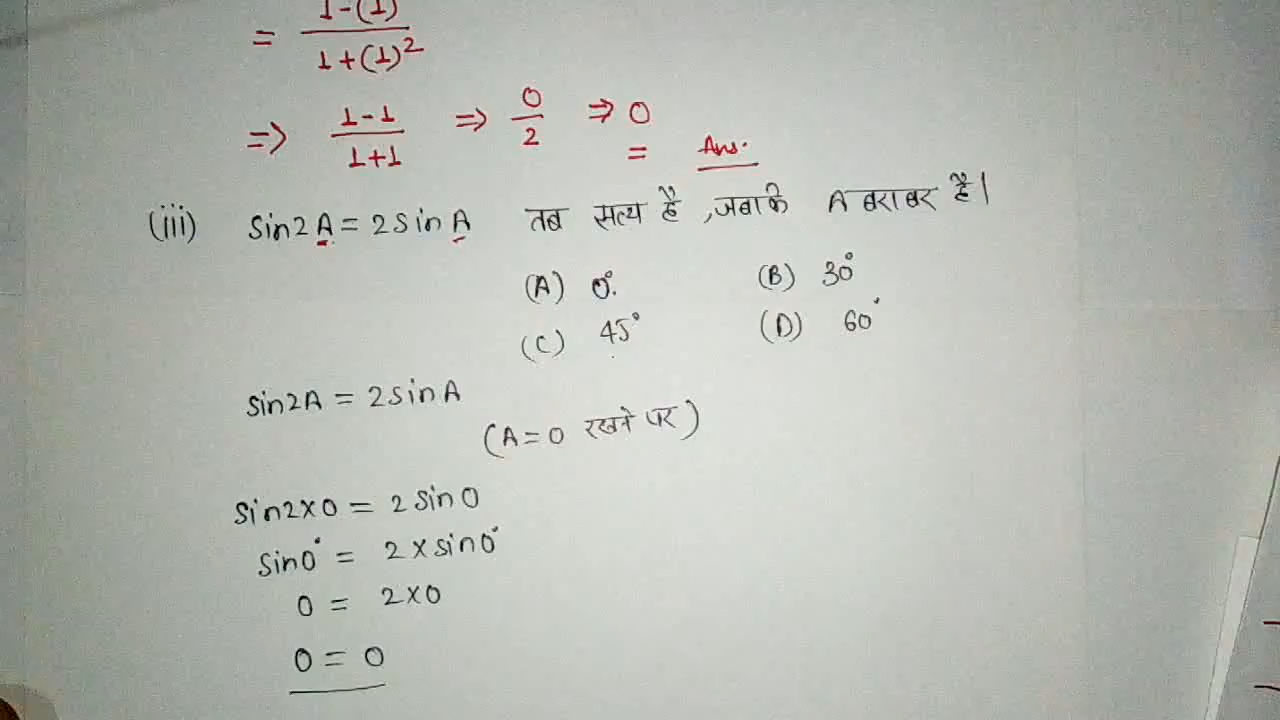 = 1-(1) / 1+(1)²
=> 1-1 / 1+1 => 0/2 => 0 = Ans.
(iii) Sin2A = 2SinA तब सत्य है, जबकि A बराबर है।
(A) 0°. (B) 30°
(C) 45° (D) 60°
Sin2A = 2SinA
(A=0 रखने पर)
Sin2×0 = 2 Sin0
Sin0° = 2×Sin0°
0 = 2×0
0 = 0